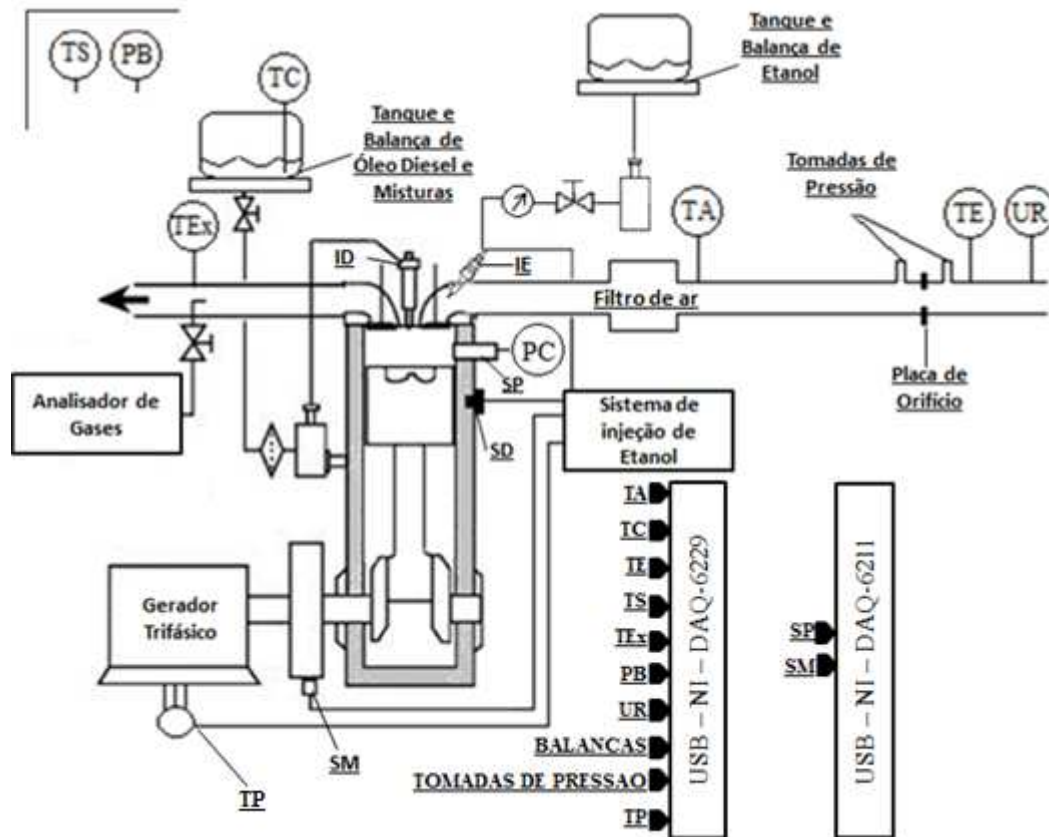 TS
PB
TC
Tanque e
Balança de
Óleo Diesel e
Misturas
Tanque e
Balança de
Etanol
Tomadas de
Pressão
TEx
TA
TE
UR
ID
IE
Filtro de ar
PC
SP
Placa de
Orifício
Analisador de
Gases
SD
Sistema de
injeção de
Etanol
Gerador
Trifásico
SM
TP
TA
TC
TE
TS
TEx
PB
UR
BALANCAS
TOMADAS DE PRESSAO
TP
USB – NI – DAQ-6229
SP
SM
USB – NI – DAQ-6211